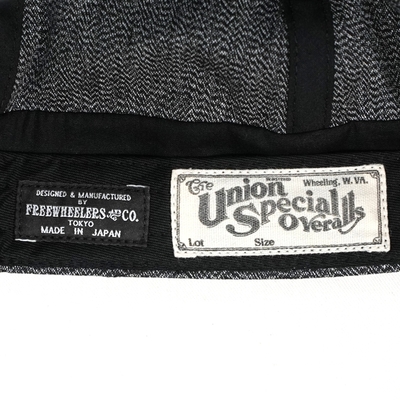 DESIGNED & MANUFACTURED
BY
FREEWHEELERS AND CO.
TOKYO
MADE IN JAPAN
The
Wheeling, W. VA.
Union
Special
Overalls
Lot Size